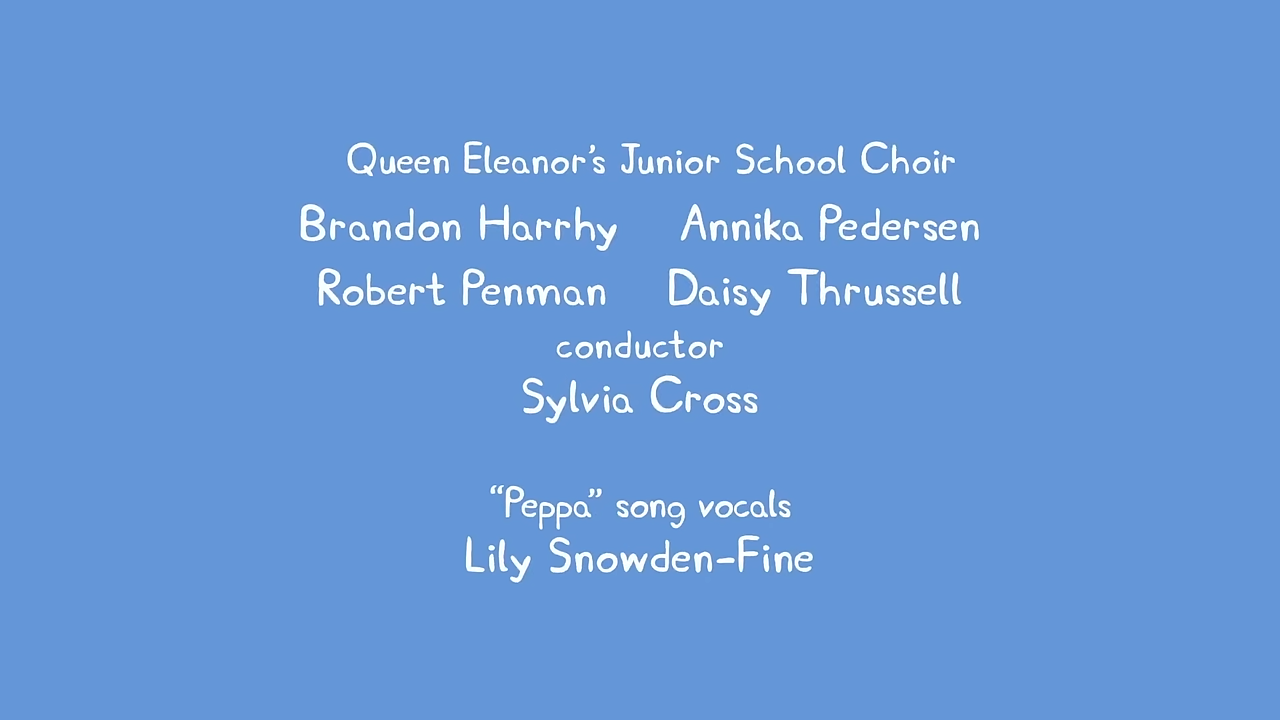 Queen Eleanor’s Junior School Choir
Brandon Harrhy Annika Pedersen
Robert Penman Daisy Thrussell
conductor
Sylvia Cross
“Peppa” song vocals
Lily Snowden-Fine